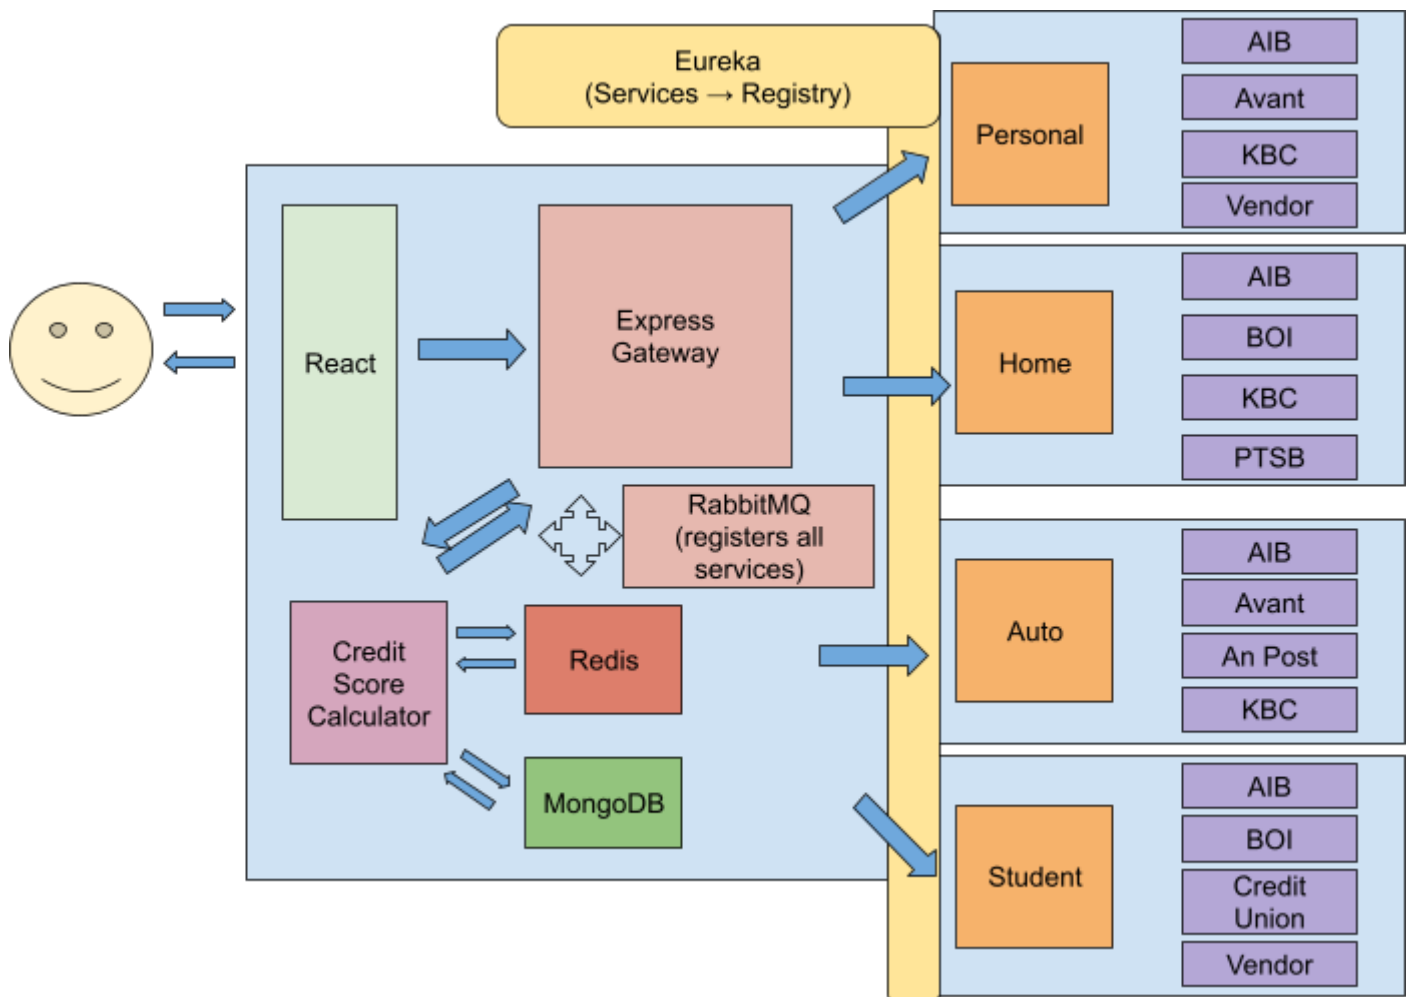 Eureka
(Services → Registry)
React
Express
Gateway
RabbitMQ
(registers all
services)
Credit
Score
Calculator
Redis
MongoDB
Personal
AIB
Avant
KBC
Vendor
Home
AIB
BOI
KBC
PTSB
Auto
AIB
Avant
An Post
KBC
Student
AIB
BOI
Credit
Union
Vendor